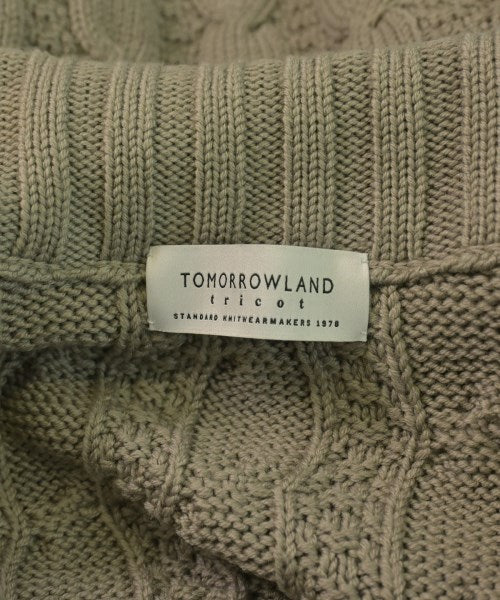 TOMORROWLAND
tricot
STANDARD KNITWEARMAKERS 1978